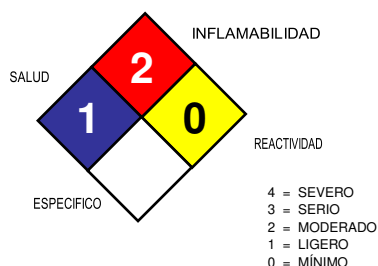 INFLAMABILIDAD
2
SALUD
1
0
REACTIVIDAD
ESPECIFICO
4 = SEVERO
3 = SERIO
2 = MODERADO
1 = LIGERO
0 = MÍNIMO